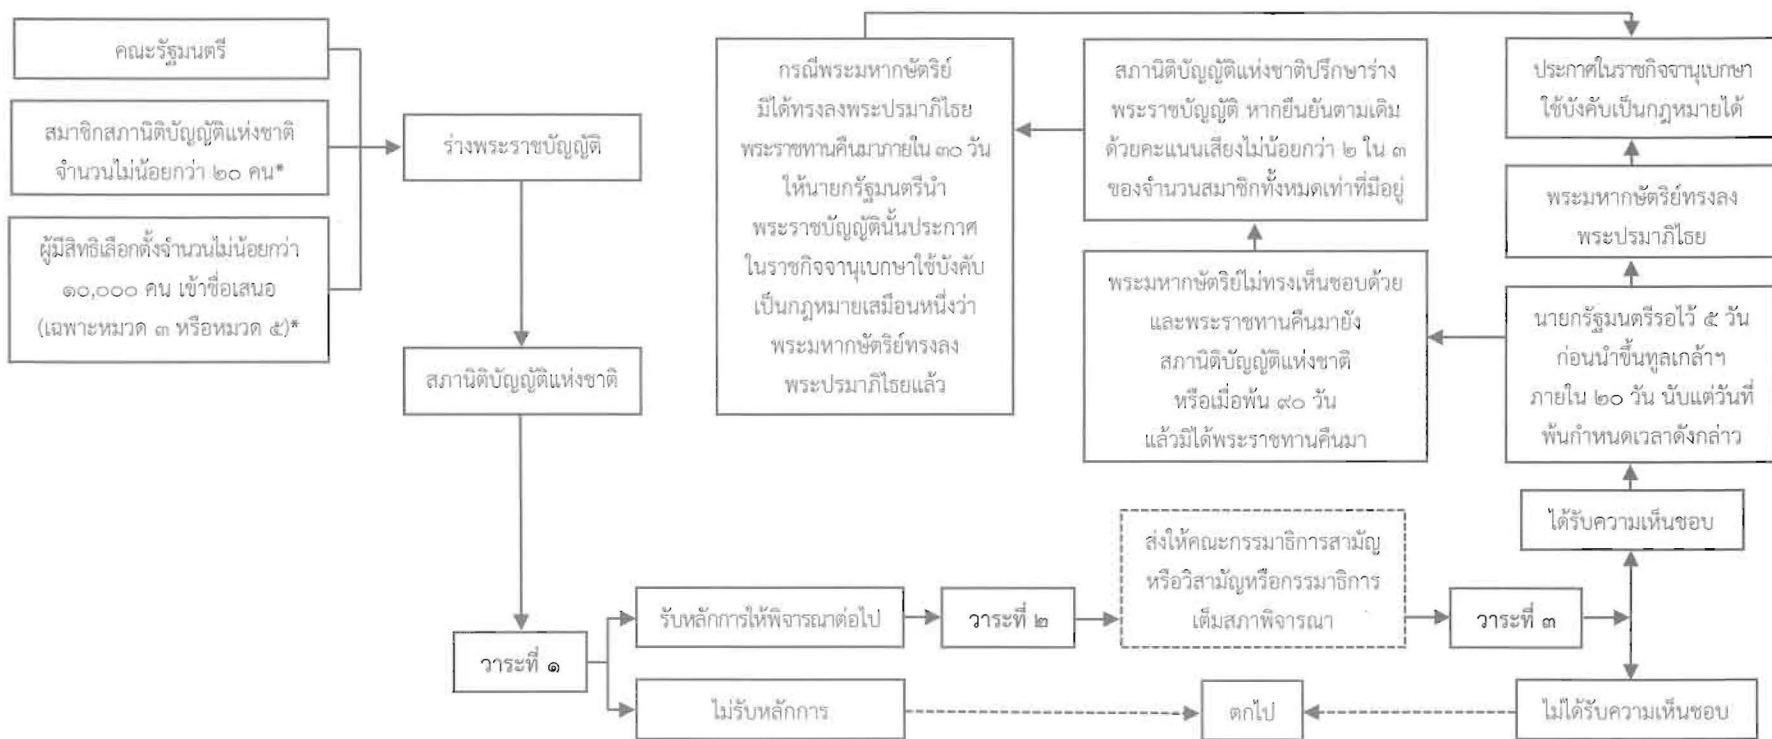 คณะรัฐมนตรี
สมาชิกสภานิติบัญญัติแห่งชาติ
จำนวนไม่น้อยกว่า ๒๐ คน*
ผู้มีสิทธิเลือกตั้งจำนวนไม่น้อยกว่า
๑๐,๐๐๐ คน เข้าชื่อเสนอ
(เฉพาะหมวด ๓ หรือหมวด ๕)*
ร่างพระราชบัญญัติ
สภานิติบัญญัติแห่งชาติ
วาระที่ ๑
รับหลักการให้พิจารณาต่อไป
ไม่รับหลักการ
วาระที่ ๒
ส่งให้คณะกรรมาธิการสามัญ
หรือวิสามัญหรือกรรมาธิการ
เต็มสภาพิจารณา
วาระที่ ๓
ตกไป
ไม่ได้รับความเห็นชอบ
ได้รับความเห็นชอบ
นายกรัฐมนตรีรอไว้ ๕ วัน
ก่อนนำขึ้นทูลเกล้าฯ
ภายใน ๒๐ วัน นับแต่วันที่
พ้นกำหนดเวลาดังกล่าว
พระมหากษัตริย์ทรงลง
พระปรมาภิไธย
ประกาศในราชกิจจานุเบกษา
ใช้บังคับเป็นกฎหมายได้
พระมหากษัตริย์ไม่ทรงเห็นชอบด้วย
และพระราชทานคืนมายัง
สภานิติบัญญัติแห่งชาติ
หรือเมื่อพ้น ๙๐ วัน
แล้วมิได้พระราชทานคืนมา
สภานิติบัญญัติแห่งชาติปรึกษาร่าง
พระราชบัญญัติ หากยืนยันตามเดิม
ด้วยคะแนนเสียงไม่น้อยกว่า ๒ ใน ๓
ของจำนวนสมาชิกทั้งหมดเท่าที่มีอยู่
กรณีพระมหากษัตริย์
มิได้ทรงลงพระปรมาภิไธย
พระราชทานคืนมาภายใน ๓๐ วัน
ให้นายกรัฐมนตรีนำ
พระราชบัญญัตินั้นประกาศ
ในราชกิจจานุเบกษาใช้บังคับ
เป็นกฎหมายเสมือนหนึ่งว่า
พระมหากษัตริย์ทรงลง
พระปรมาภิไธยแล้ว